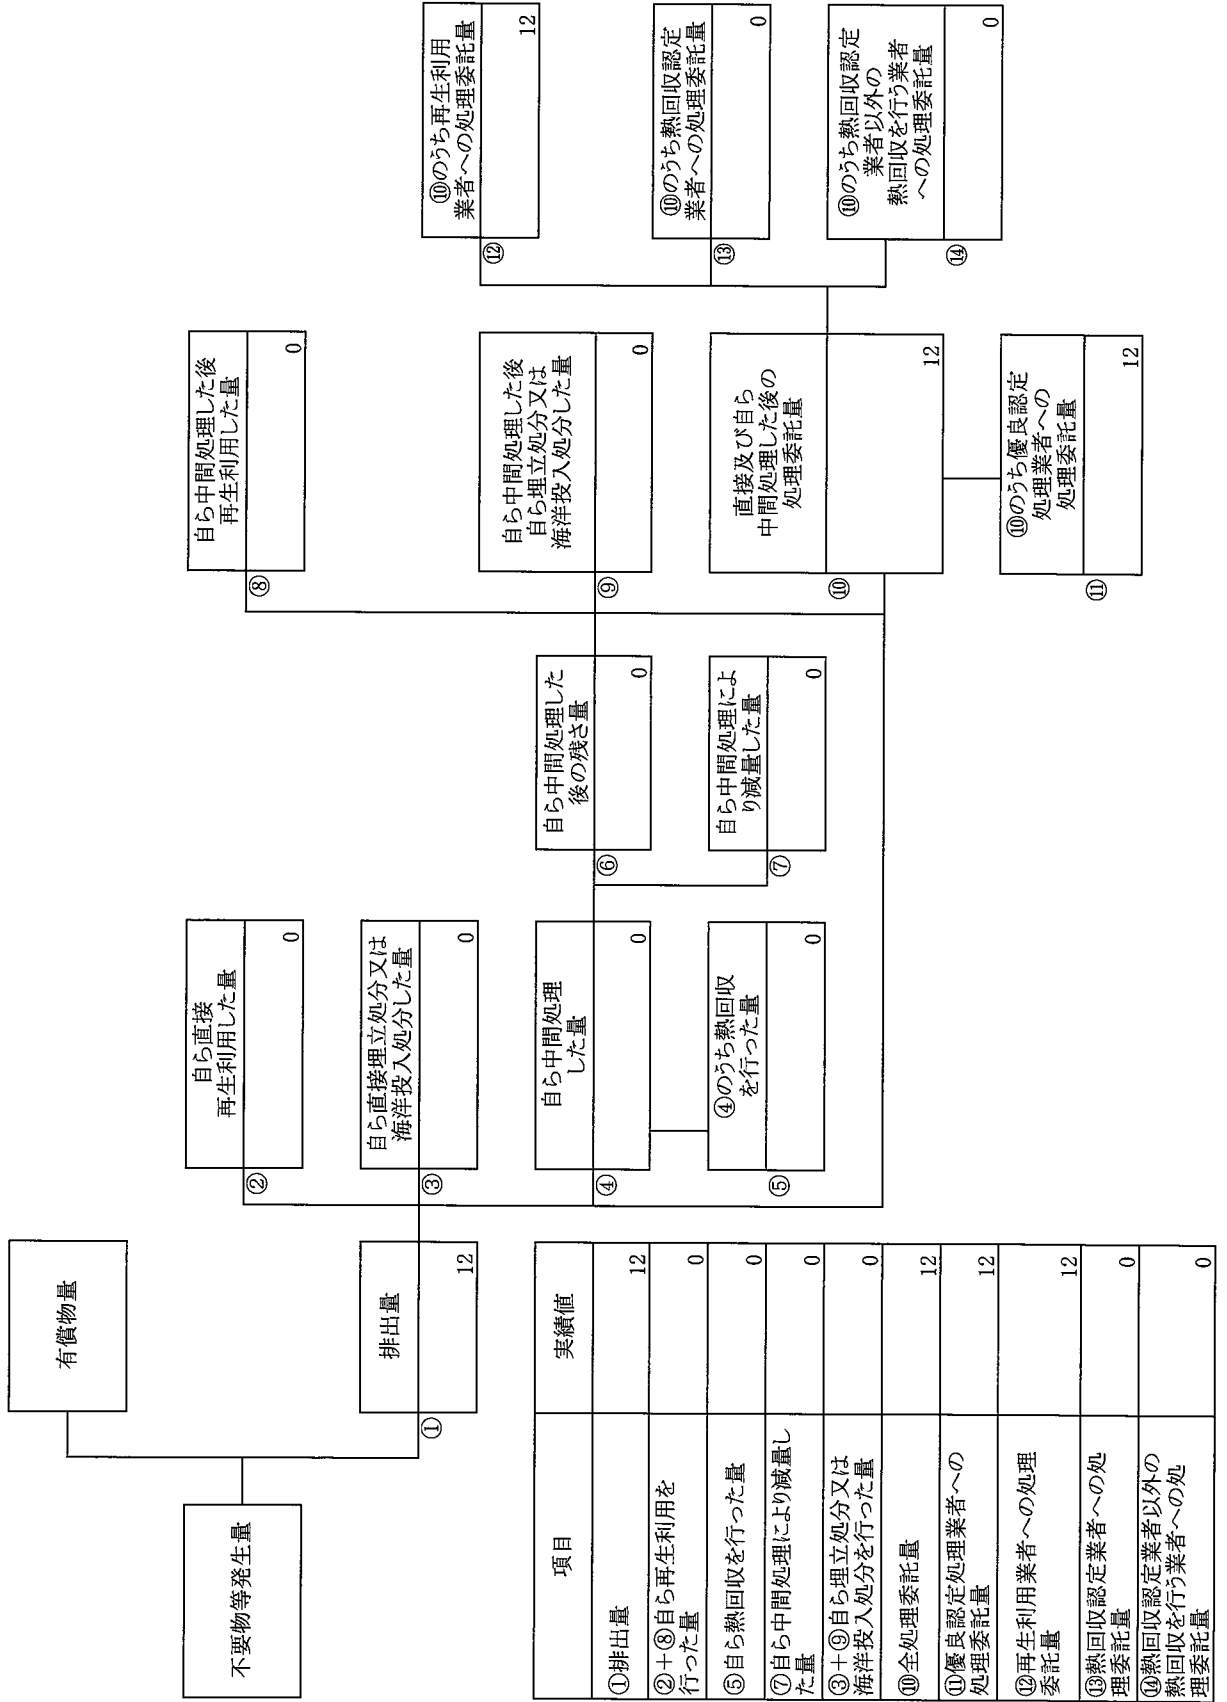 不要物等発生量
有償物量
①
排出量
12
②
自ら直接
再生利用した量
0
③
自ら直接埋立処分又は
海洋投入処分した量
0
④
自ら中間処理
した量
0
⑤
④のうち熱回収
を行った量
0
⑥
自ら中間処理した
後の残さ量
0
⑦
自ら中間処理によ
り減量した量
0
⑧
自ら中間処理した後
再生利用した量
0
⑨
自ら中間処理した後
自ら埋立処分又は
海洋投入処分した量
0
⑩
直接及び自ら
中間処理した後の
処理委託量
12
⑪
⑩のうち優良認定
処理業者への
処理委託量
12
⑫
⑩のうち再生利用
業者への処理委託量
12
⑬
⑩のうち熱回収認定
業者への処理委託量
0
⑭
⑩のうち熱回収認定
業者以外の
熱回収を行う業者
への処理委託量
0
項目
実績値
①排出量
12
②+⑧自ら再生利用を
行った量
0
⑤自ら熱回収を行った量
0
⑦自ら中間処理により減量し
た量
0
③+⑨自ら埋立処分又は
海洋投入処分を行った量
0
⑩全処理委託量
12
⑪優良認定処理業者への
処理委託量
12
⑫再生利用業者への処理
委託量
12
⑬熱回収認定業者への処
理委託量
0
⑭熱回収認定業者以外の
熱回収を行う業者への処
理委託量
0